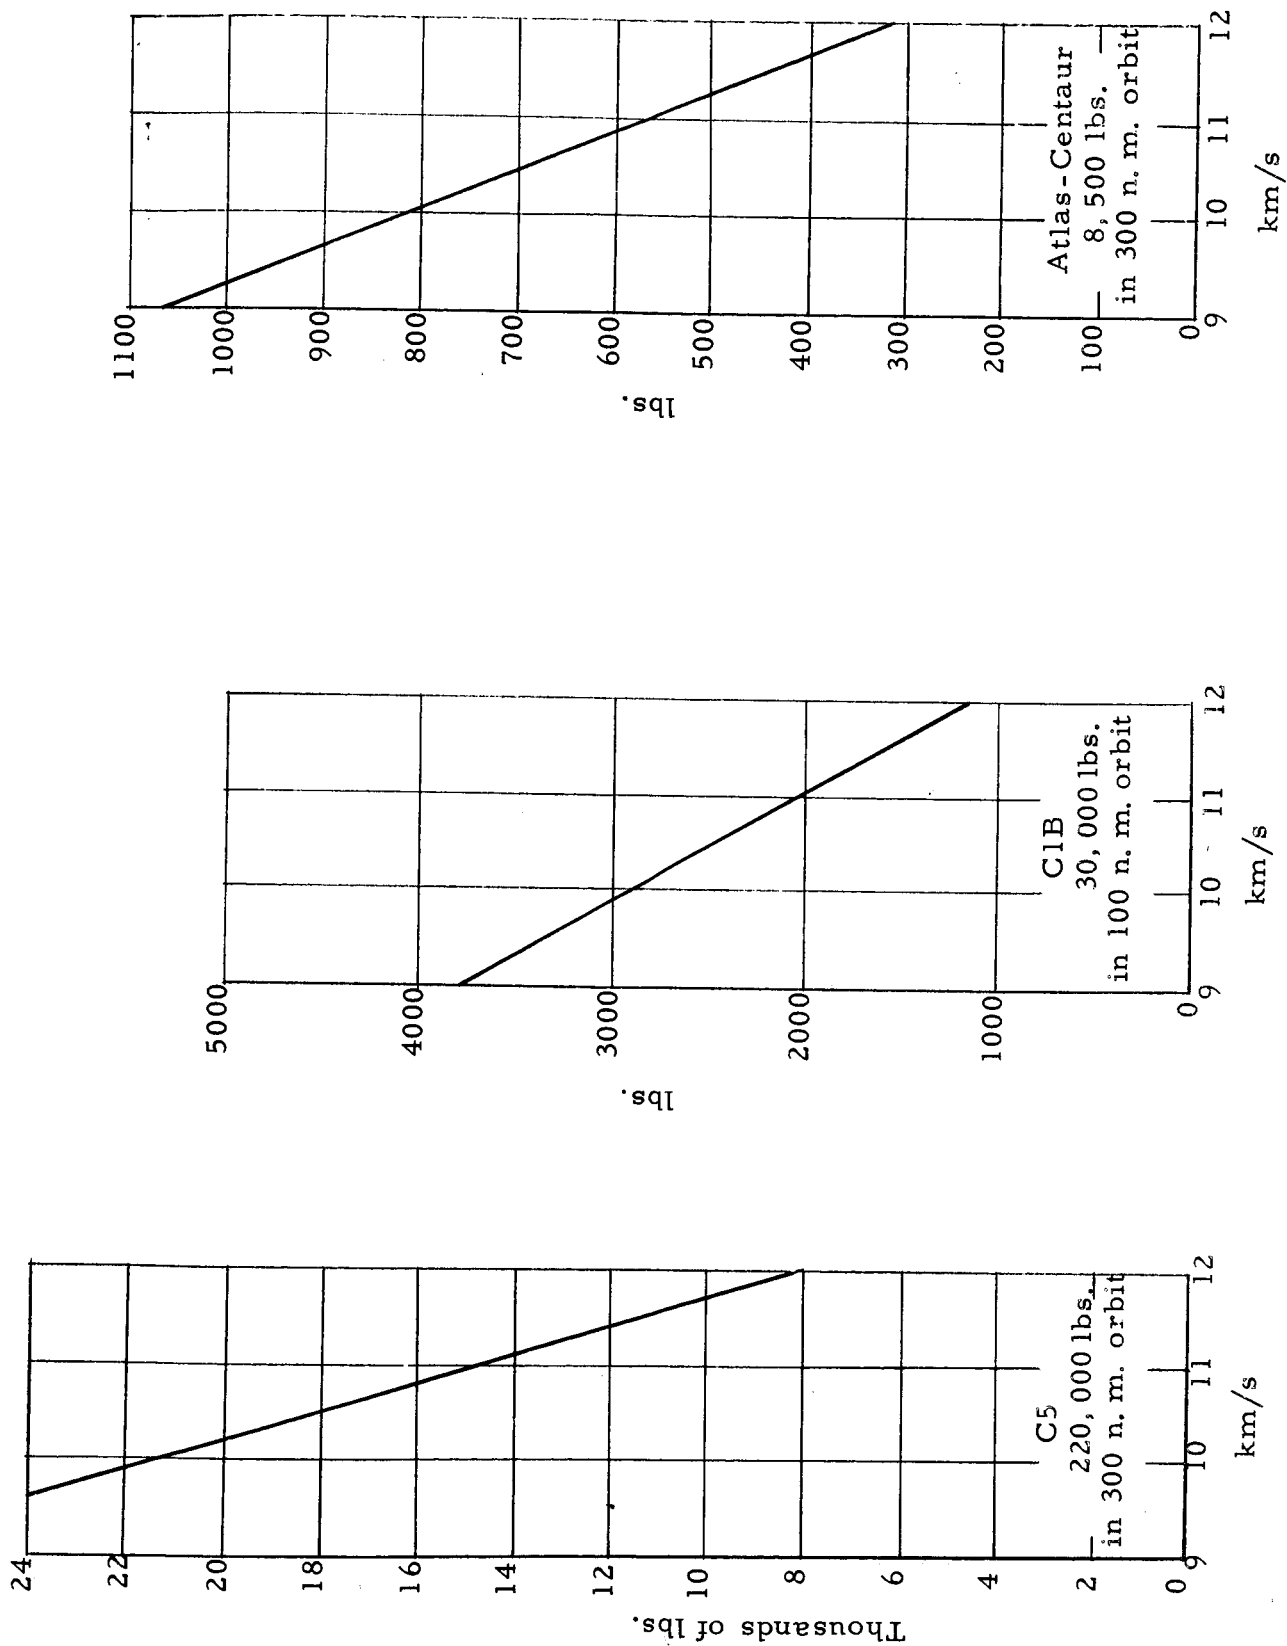 24
22
20
18
16
14
12
10
8
6
4
2
0
Thousands of lbs.
C5
220, 000 lbs.
in 300 n. m. orbit
9
10
11
12
km/s
5000
4000
3000
2000
1000
0
lbs.
C1B
30, 000 lbs.
in 100 n. m. orbit
9
10
11
12
km/s
1100
1000
900
800
700
600
500
400
300
200
100
0
lbs.
Atlas-Centaur
8, 500 lbs.
in 300 n. m. orbit
9
10
11
12
km/s